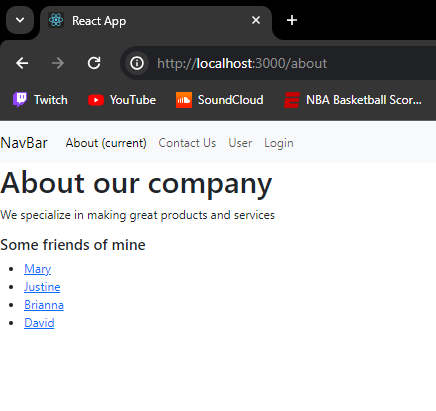 React App
http://localhost:3000/about
Twitch YouTube SoundCloud NBA Basketball Scor...
NavBar About (current) Contact Us User Login
About our company
We specialize in making great products and services
Some friends of mine
Mary
Justine
Brianna
David